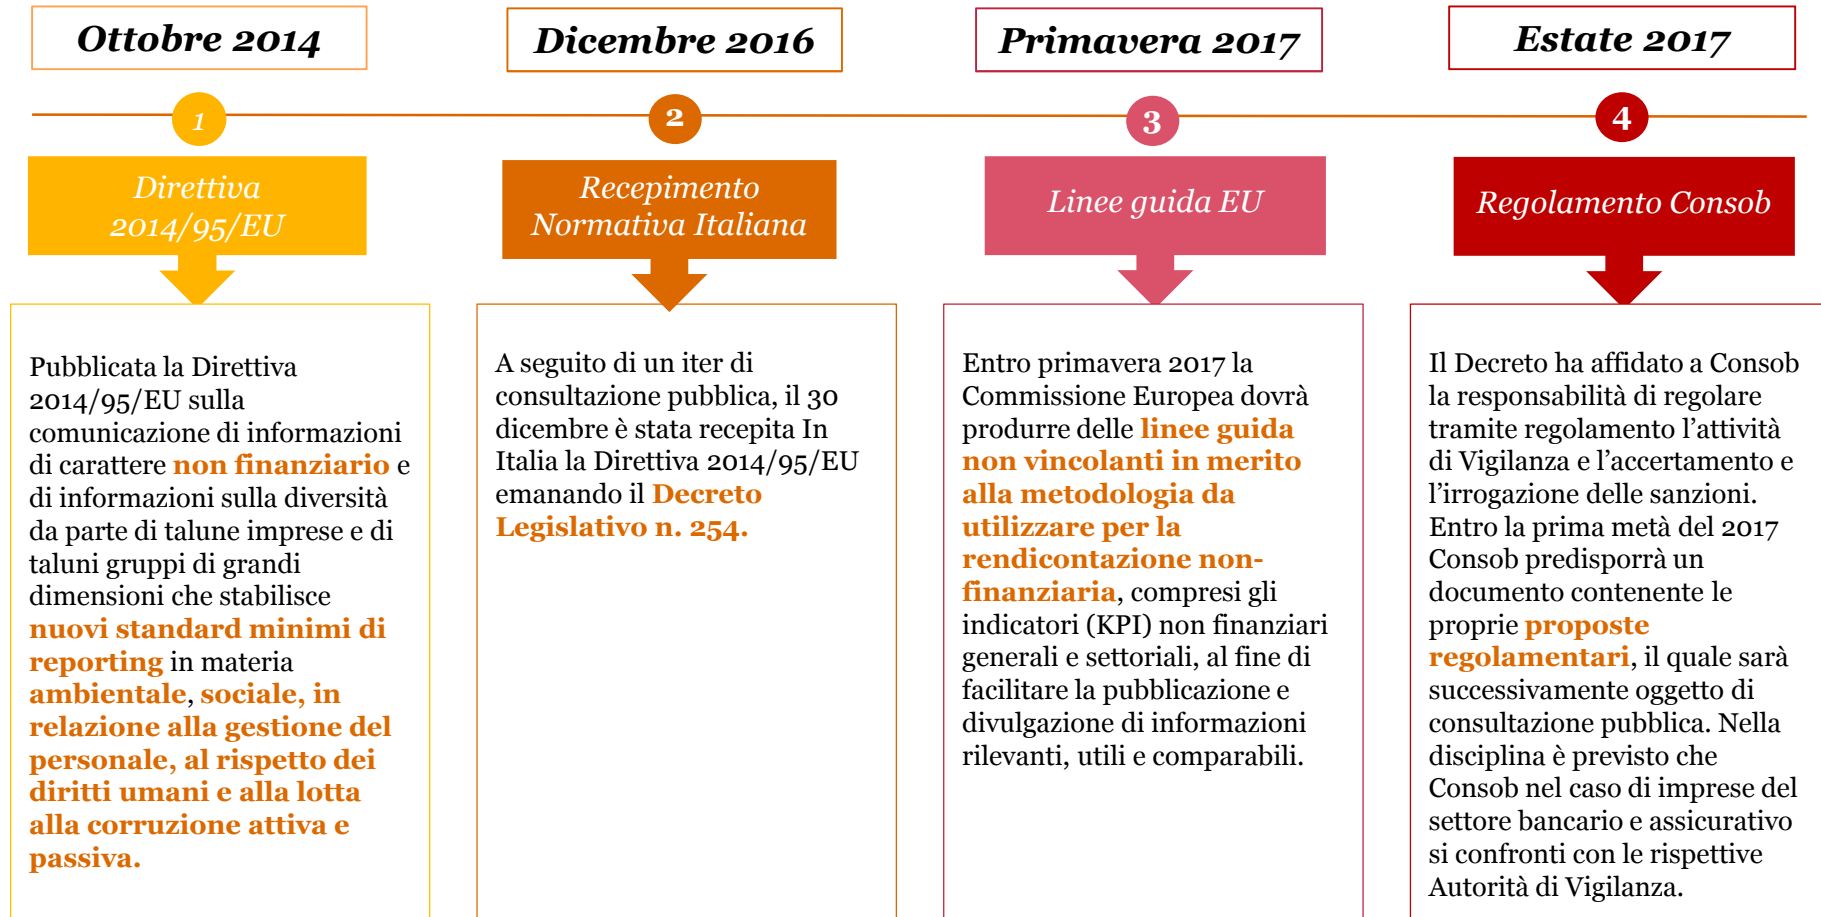 Ottobre 2014
Dicembre 2016
Primavera 2017
Estate 2017
1
2
3
4
Direttiva
2014/95/EU
Recepimento
Normativa Italiana
Linee guida EU
Regolamento Consob
Pubblicata la Direttiva
2014/95/EU sulla
comunicazione di informazioni
di carattere non finanziario e
di informazioni sulla diversità
da parte di talune imprese e di
taluni gruppi di grandi
dimensioni che stabilisce
nuovi standard minimi di
reporting in materia
ambientale, sociale, in
relazione alla gestione del
personale, al rispetto dei
diritti umani e alla lotta
alla corruzione attiva e
passiva.
A seguito di un iter di
consultazione pubblica, il 30
dicembre è stata recepita In
Italia la Direttiva 2014/95/EU
emanando il Decreto
Legislativo n. 254.
Entro primavera 2017 la
Commissione Europea dovrà
produrre delle linee guida
non vincolanti in merito
alla metodologia da
utilizzare per la
rendicontazione non-
finanziaria, compresi gli
indicatori (KPI) non finanziari
generali e settoriali, al fine di
facilitare la pubblicazione e
divulgazione di informazioni
rilevanti, utili e comparabili.
Il Decreto ha affidato a Consob
la responsabilità di regolare
tramite regolamento l’attività
di Vigilanza e l’accertamento e
l’irrogazione delle sanzioni.
Entro la prima metà del 2017
Consob predisporrà un
documento contenente le
proprie proposte
regolamentari, il quale sarà
successivamente oggetto di
consultazione pubblica. Nella
disciplina è previsto che
Consob nel caso di imprese del
settore bancario e assicurativo
si confronti con le rispettive
Autorità di Vigilanza.